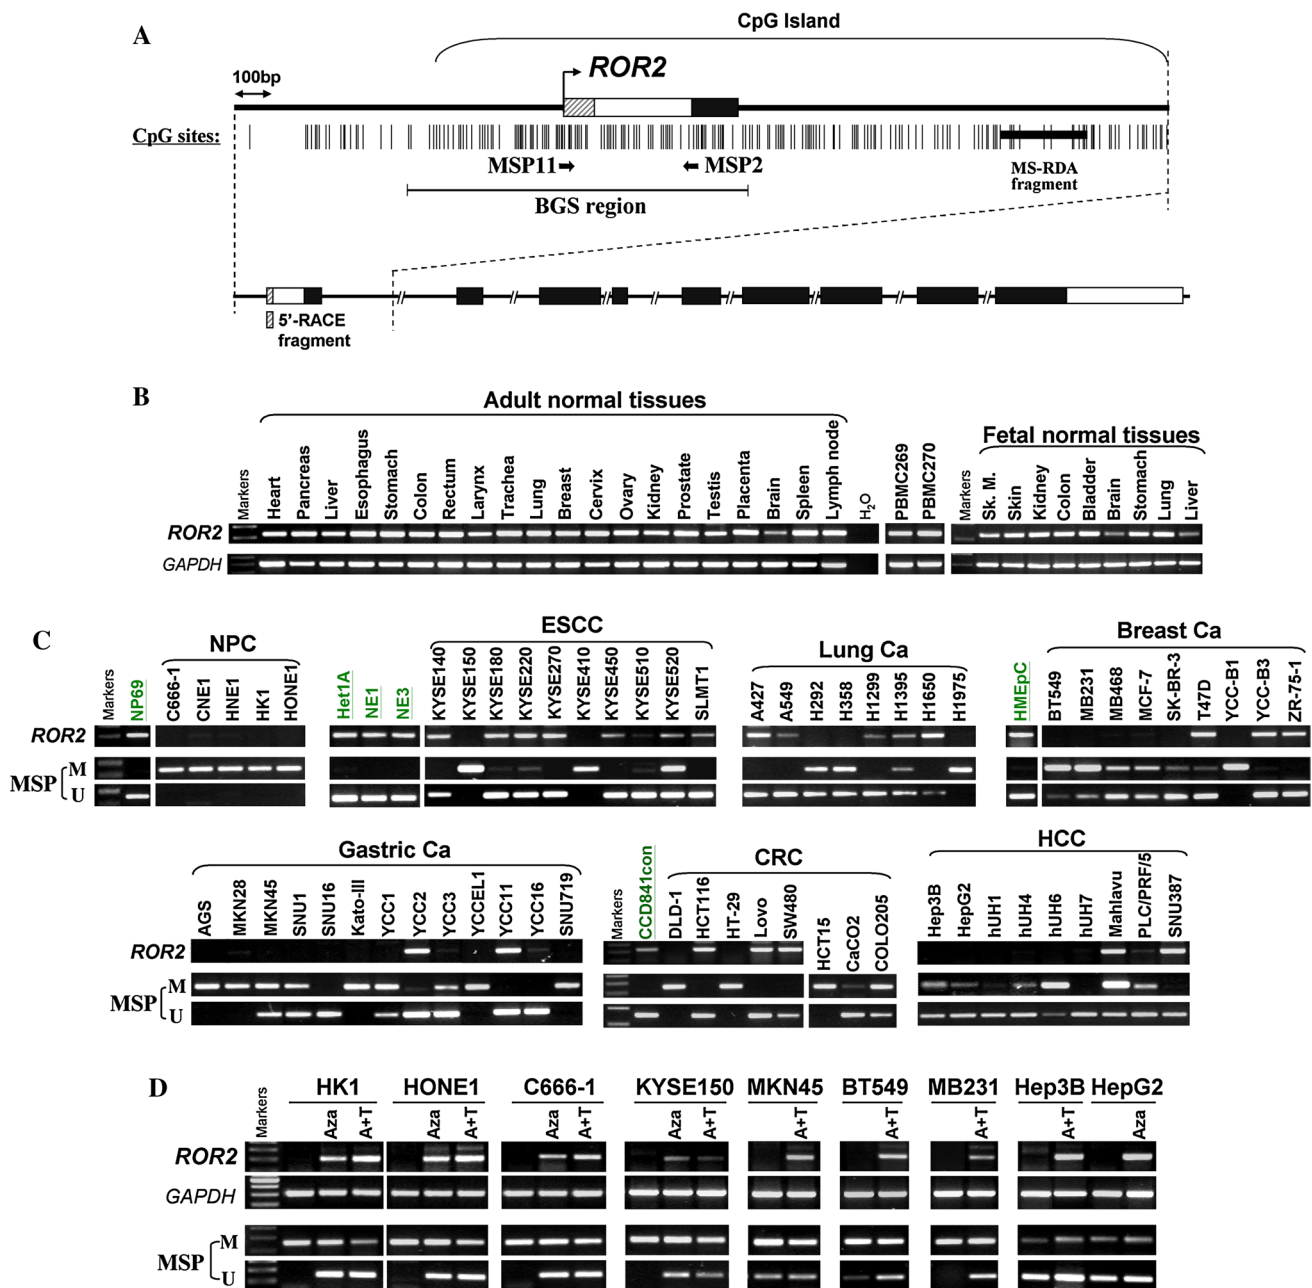 A
CpG Island
100bp
ROR2
CpG sites:
MSP11
MSP2
MS-RDA
fragment
BGS region
5'-RACE
fragment
B
Adult normal tissues
Fetal normal tissues
Markers
Heart
Pancreas
Liver
Esophagus
Stomach
Colon
Rectum
Larynx
Trachea
Lung
Breast
Cervix
Ovary
Kidney
Prostate
Testis
Placenta
Brain
Spleen
Lymph node
H2O
PBMC269
PBMC270
Markers
Sk. M.
Skin
Kidney
Colon
Bladder
Brain
Stomach
Lung
Liver
ROR2
GAPDH
C
NPC
ESCC
Lung Ca
Breast Ca
Markers
NP69
C666-1
CNE1
HNE1
HK1
HONE1
Het1A
NE1
NE3
KYSE140
KYSE150
KYSE180
KYSE220
KYSE270
KYSE410
KYSE450
KYSE510
KYSE520
SLMT1
A427
A549
H292
H358
H1299
H1395
H1650
H1975
HMEpC
BT549
MB231
MB468
MCF-7
SK-BR-3
T47D
YCC-B1
YCC-B3
ZR-75-1
ROR2
MSP
M
U
Gastric Ca
CRC
HCC
AGS
MKN28
MKN45
SNU1
SNU16
Kato-III
YCC1
YCC2
YCC3
YCCEL1
YCC11
YCC16
SNU719
Markers
CCD841con
DLD-1
HCT116
HT-29
Lovo
SW480
HCT15
CaCO2
COLO205
Hep3B
HepG2
hUH1
hUH4
hUH6
hUH7
Mahlavu
PLC/PRF/5
SNU387
ROR2
MSP
M
U
D
HK1
HONE1
C666-1
KYSE150
MKN45
BT549
MB231
Hep3B
HepG2
Markers
Aza
A+T
Aza
A+T
Aza
A+T
Aza
A+T
A+T
A+T
A+T
A+T
Aza
ROR2
GAPDH
MSP
M
U